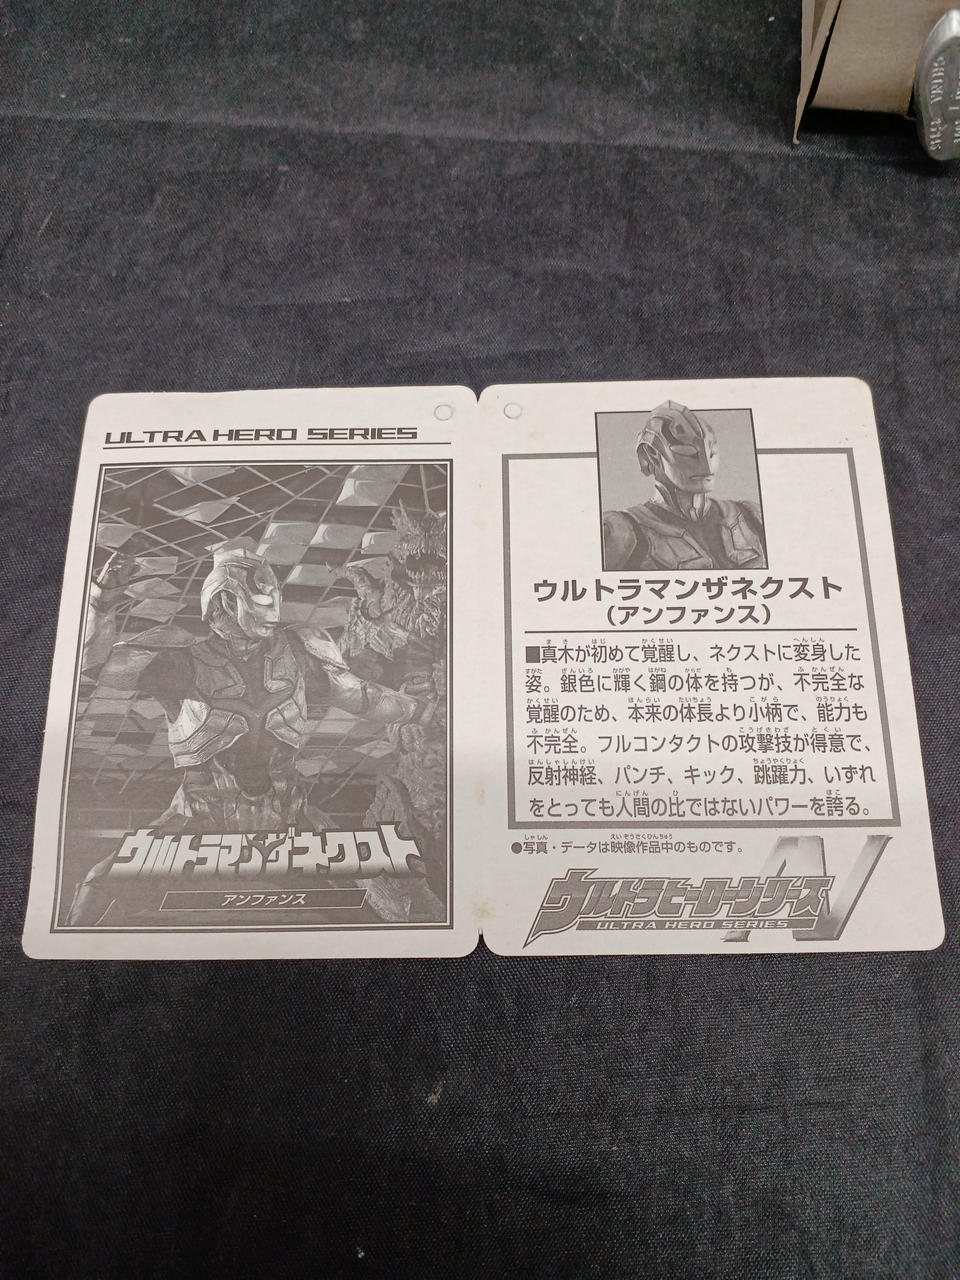 ULTRA HERO SERIES
ウルトラマンザネクスト
アンファンス
ウルトラマンザネクスト
(アンファンス)
■真木が初めて覚醒し、ネクストに変身した
姿。銀色に輝く鋼の体を持つが、不完全な
覚醒のため、本来の体長より小柄で、能力も
不完全。フルコンタクトの攻撃技が得意で、
反射神経、パンチ、キック、跳躍力、いずれ
をとっても人間の比ではないパワーを誇る。
●写真・データは映像作品中のものです。
ウルトラヒーローシリーズ
ULTRA HERO SERIES
N
CHINA